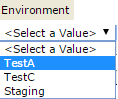 Environment
<Select a Value>
<Select a Value>
TestA
TestC
Staging